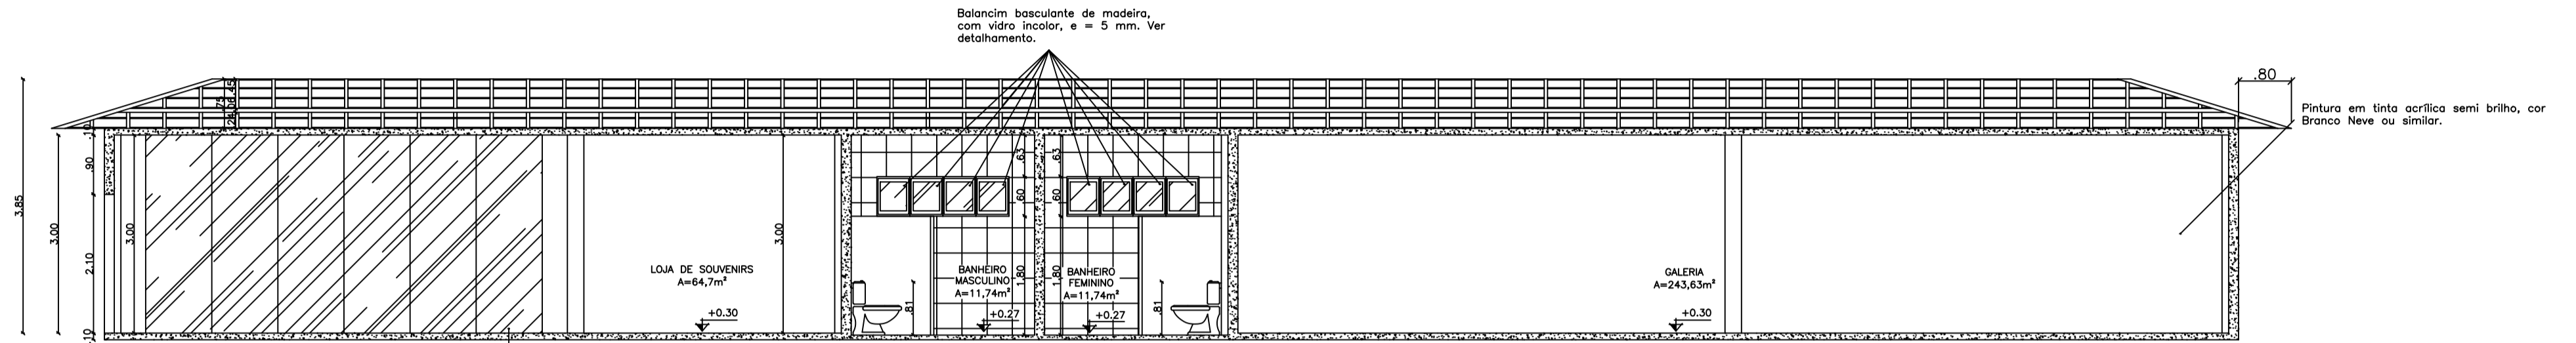 Balancim basculante de madeira,
com vidro incolor, e = 5 mm. Ver
detalhamento.
.80
Pintura em tinta acrílica semi brilho, cor
Branco Neve ou similar.
3.85
3.00
.10
.90
2.10
.10
3.00
.75
3.00
LOJA DE SOUVENIRS
A=64,7m²
+0.30
.63
.60
1.80
.81
BANHEIRO
MASCULINO
A=11,74m²
+0.27
.63
.60
1.80
.81
BANHEIRO
FEMININO
A=11,74m²
+0.27
GALERIA
A=243,63m²
+0.30